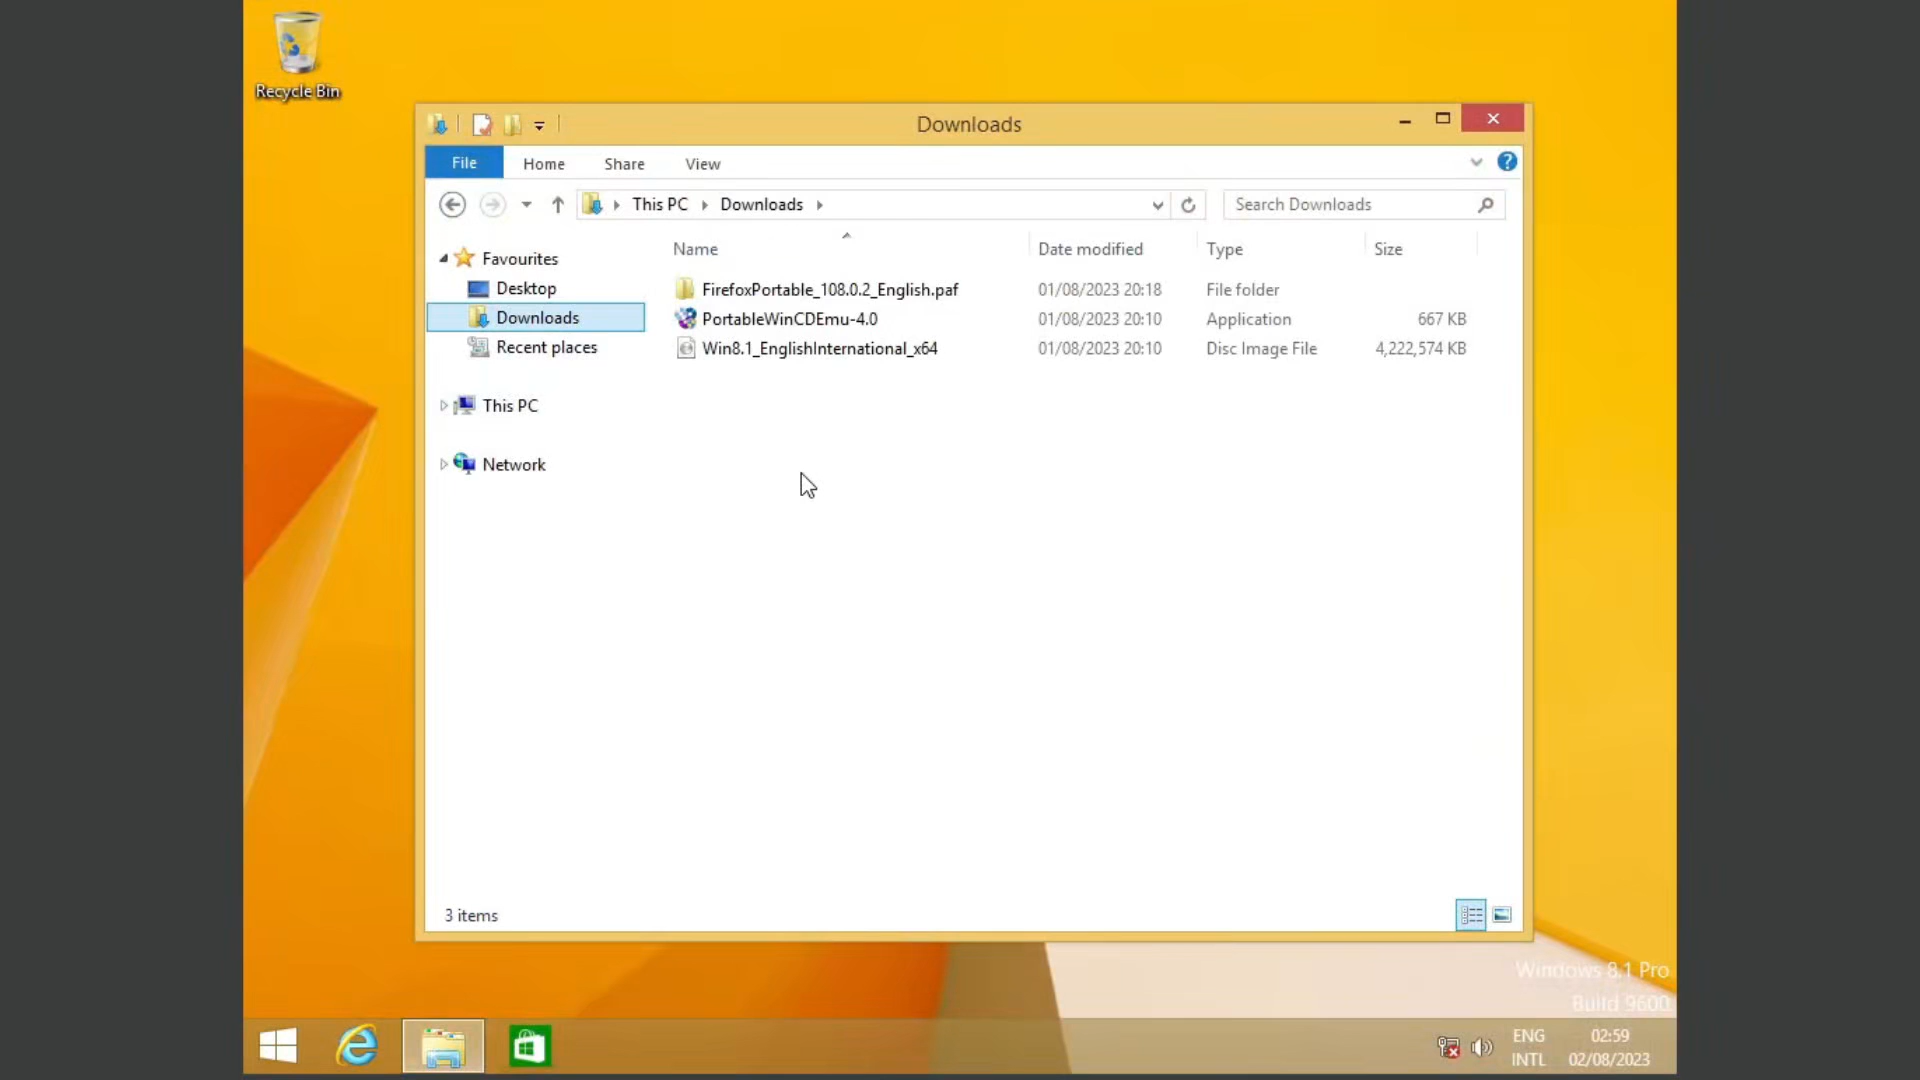 Recycle Bin
Downloads
File Home Share View
This PC Downloads Search Downloads
Name Date modified Type Size
Favourites
Desktop
Downloads
Recent places
This PC
Network
FirefoxPortable_108.0.2_English.paf 01/08/2023 20:18 File folder
PortableWinCDEmu-4.0 01/08/2023 20:10 Application 667 KB
Win8.1_EnglishInternational_x64 01/08/2023 20:10 Disc Image File 4,222,574 KB
3 items
Windows 8.1 Pro
Build 9600
ENG 02:59
INTL 02/08/2023